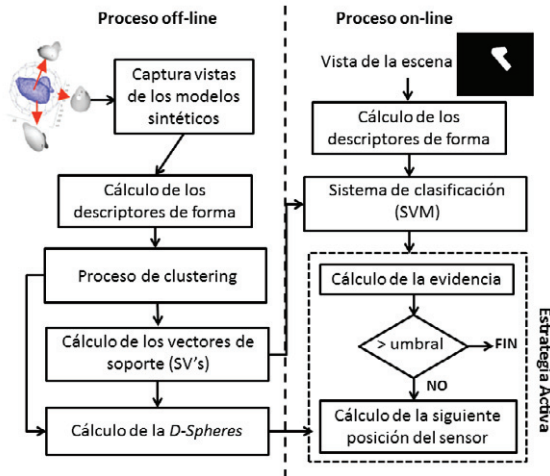 Proceso off-line
Captura vistas
de los modelos
sintéticos
Cálculo de los
descriptores de forma
Proceso de clustering
Cálculo de los vectores de
soporte (SV's)
Cálculo de la D-Spheres
Proceso on-line
Vista de la escena
Cálculo de los
descriptores de forma
Sistema de clasificación
(SVM)
Cálculo de la evidencia
> umbral
FIN
NO
Cálculo de la siguiente
posición del sensor
Estrategia Activa